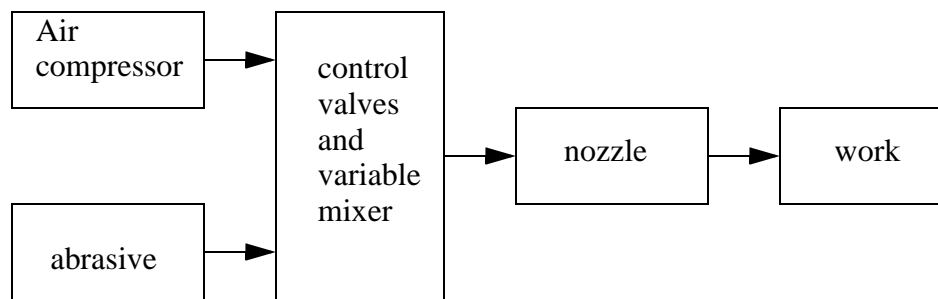 Air
compressor
control
valves
and
variable
mixer
nozzle
work
abrasive